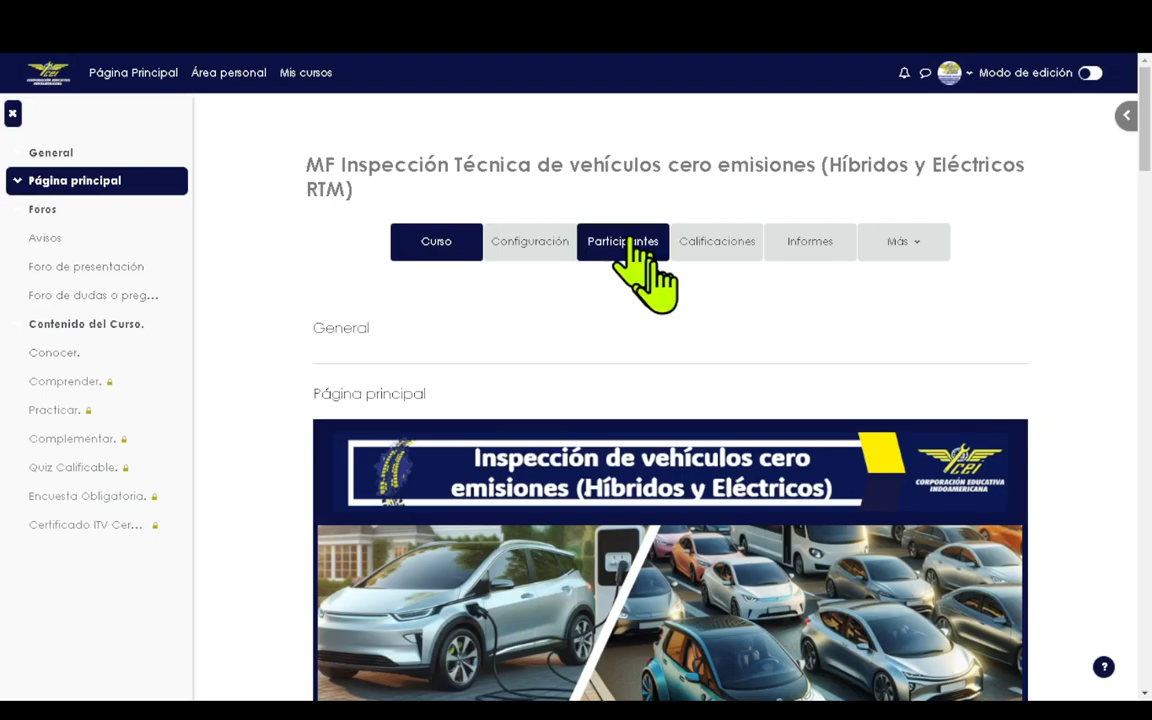 Página Principal Área personal Mis cursos
Modo de edición
General
Página principal
Foros
Avisos
Foro de presentación
Foro de dudas o preg...
Contenido del Curso.
Conocer.
Comprender.
Practicar.
Complementar.
Quiz Calificable.
Encuesta Obligatoria.
Certificado ITV Cer...
MF Inspección Técnica de vehículos cero emisiones (Híbridos y Eléctricos
RTM)
Curso Configuración Participantes Calificaciones Informes Más
General
Página principal
Inspección de vehículos cero
emisiones (Híbridos y Eléctricos)
cei
CORPORACIÓN EDUCATIVA
INDOAMERICANA
?